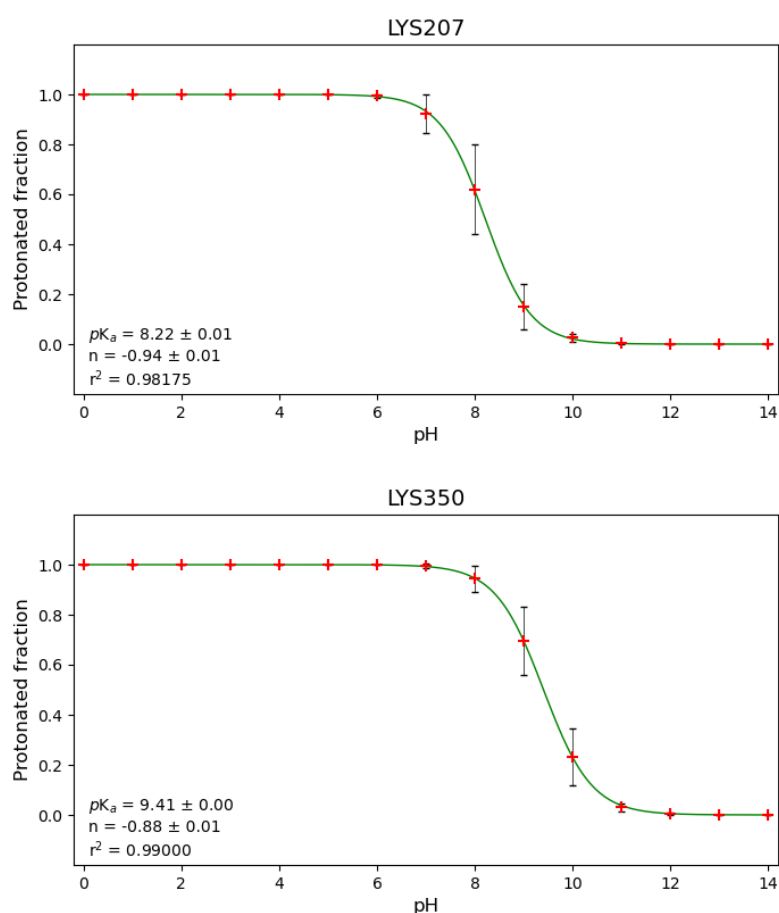 LYS207
Protonated fraction
1.0
0.8
0.6
0.4
0.2
0.0
pKₐ = 8.22 ± 0.01
n = -0.94 ± 0.01
r² = 0.98175
0 2 4 6 8 10 12 14
pH
LYS350
Protonated fraction
1.0
0.8
0.6
0.4
0.2
0.0
pKₐ = 9.41 ± 0.00
n = -0.88 ± 0.01
r² = 0.99000
0 2 4 6 8 10 12 14
pH